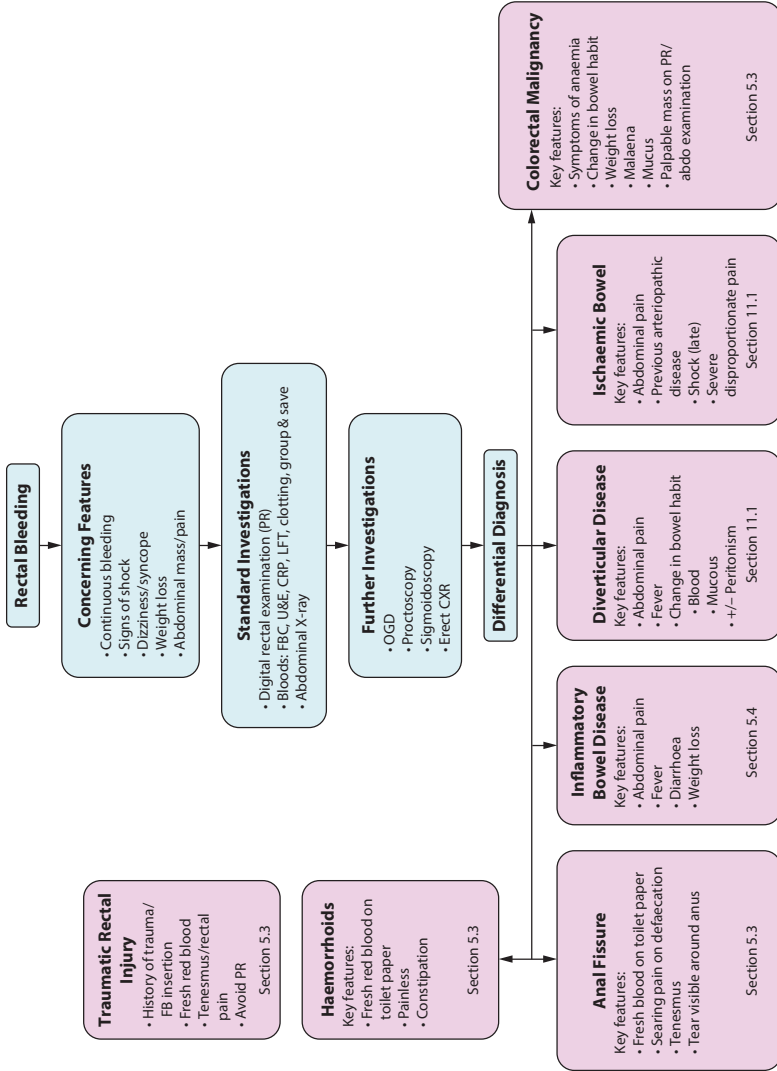 Rectal Bleeding
Concerning Features
• Continuous bleeding
• Signs of shock
• Dizziness/syncope
• Weight loss
• Abdominal mass/pain
Standard Investigations
• Digital rectal examination (PR)
• Bloods: FBC, U&E, CRP, LFT, clotting, group & save
• Abdominal X-ray
Further Investigations
• OGD
• Proctoscopy
• Sigmoidoscopy
• Erect CXR
Differential Diagnosis
Traumatic Rectal
Injury
• History of trauma/
FB insertion
• Fresh red blood
• Tenesmus/rectal
pain
• Avoid PR
Section 5.3
Haemorrhoids
Key features:
• Fresh red blood on
toilet paper
• Painless
• Constipation
Section 5.3
Anal Fissure
Key features:
• Fresh blood on toilet paper
• Searing pain on defaecation
• Tenesmus
• Tear visible around anus
Section 5.3
Inflammatory
Bowel Disease
Key features:
• Abdominal pain
• Fever
• Diarrhoea
• Weight loss
Section 5.4
Diverticular Disease
Key features:
• Abdominal pain
• Fever
• Change in bowel habit
• Blood
• Mucous
• +/− Peritonism
Section 11.1
Ischaemic Bowel
Key features:
• Abdominal pain
• Previous arteriopathic
disease
• Shock (late)
• Severe
disproportionate pain
Section 11.1
Colorectal Malignancy
Key features:
• Symptoms of anaemia
• Change in bowel habit
• Weight loss
• Malaena
• Mucus
• Palpable mass on PR/
abdo examination
Section 5.3